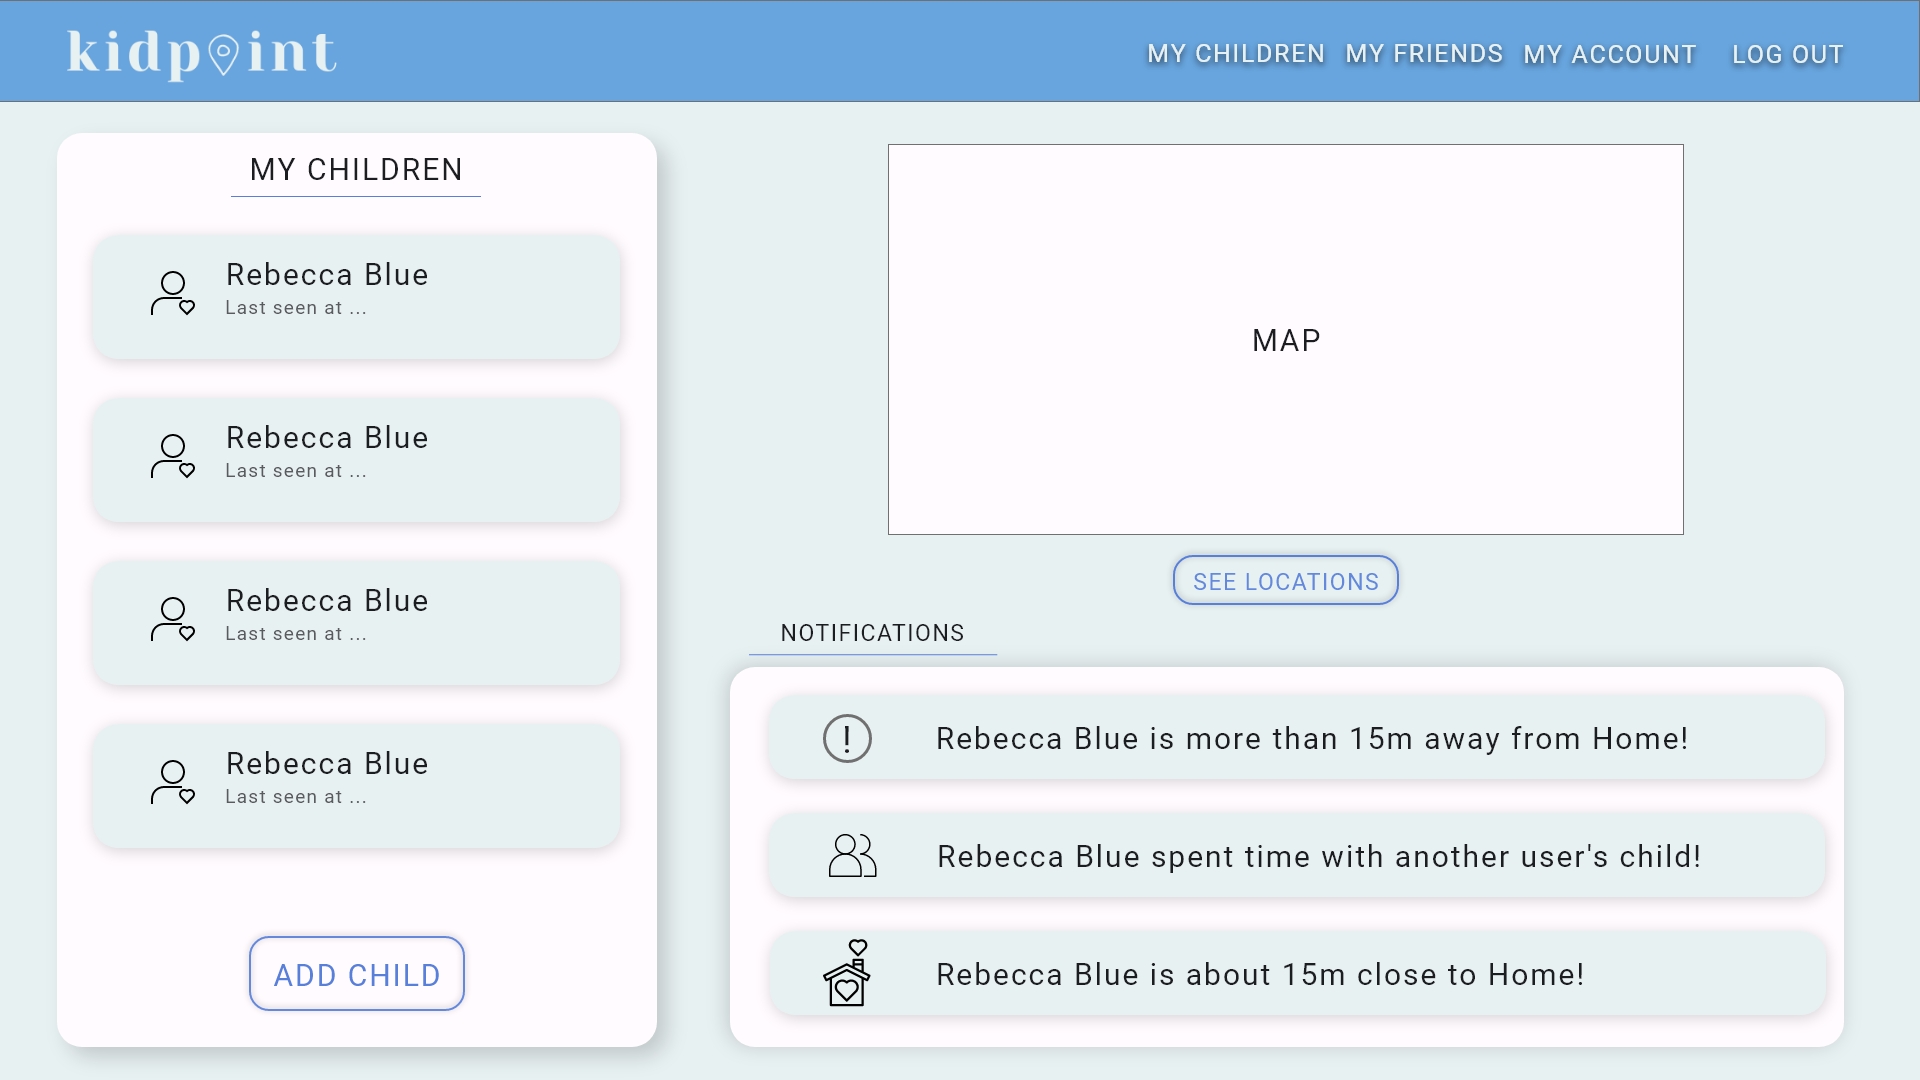 kidpoint
MY CHILDREN MY FRIENDS MY ACCOUNT LOG OUT
MY CHILDREN
Rebecca Blue
Last seen at ...
Rebecca Blue
Last seen at ...
Rebecca Blue
Last seen at ...
Rebecca Blue
Last seen at ...
ADD CHILD
MAP
SEE LOCATIONS
NOTIFICATIONS
Rebecca Blue is more than 15m away from Home!
Rebecca Blue spent time with another user's child!
Rebecca Blue is about 15m close to Home!